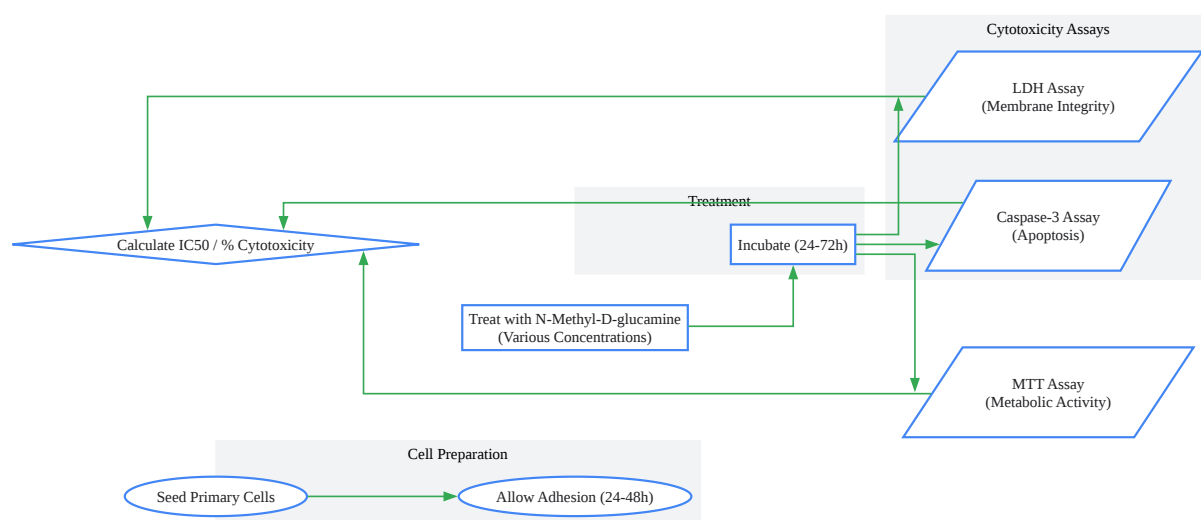 Cytotoxicity Assays
LDH Assay
(Membrane Integrity)
Treatment
Caspase-3 Assay
(Apoptosis)
Calculate IC50 / % Cytotoxicity
Incubate (24-72h)
Treat with N-Methyl-D-glucamine
(Various Concentrations)
MTT Assay
(Metabolic Activity)
Cell Preparation
Seed Primary Cells
Allow Adhesion (24-48h)